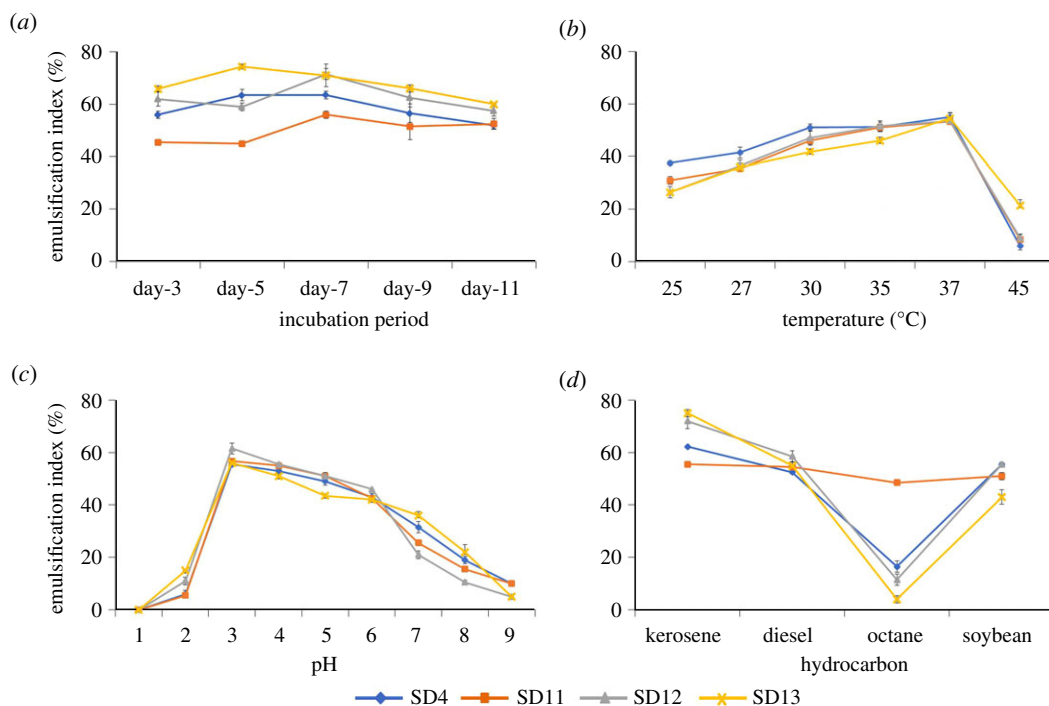 (a)
emulsification index (%)
80
60
40
20
0
day-3 day-5 day-7 day-9 day-11
incubation period
(b)
80
60
40
20
0
25 27 30 35 37 45
temperature (°C)
(c)
emulsification index (%)
80
60
40
20
0
1 2 3 4 5 6 7 8 9
pH
(d)
80
60
40
20
0
kerosene diesel octane soybean
hydrocarbon
SD4 SD11 SD12 SD13